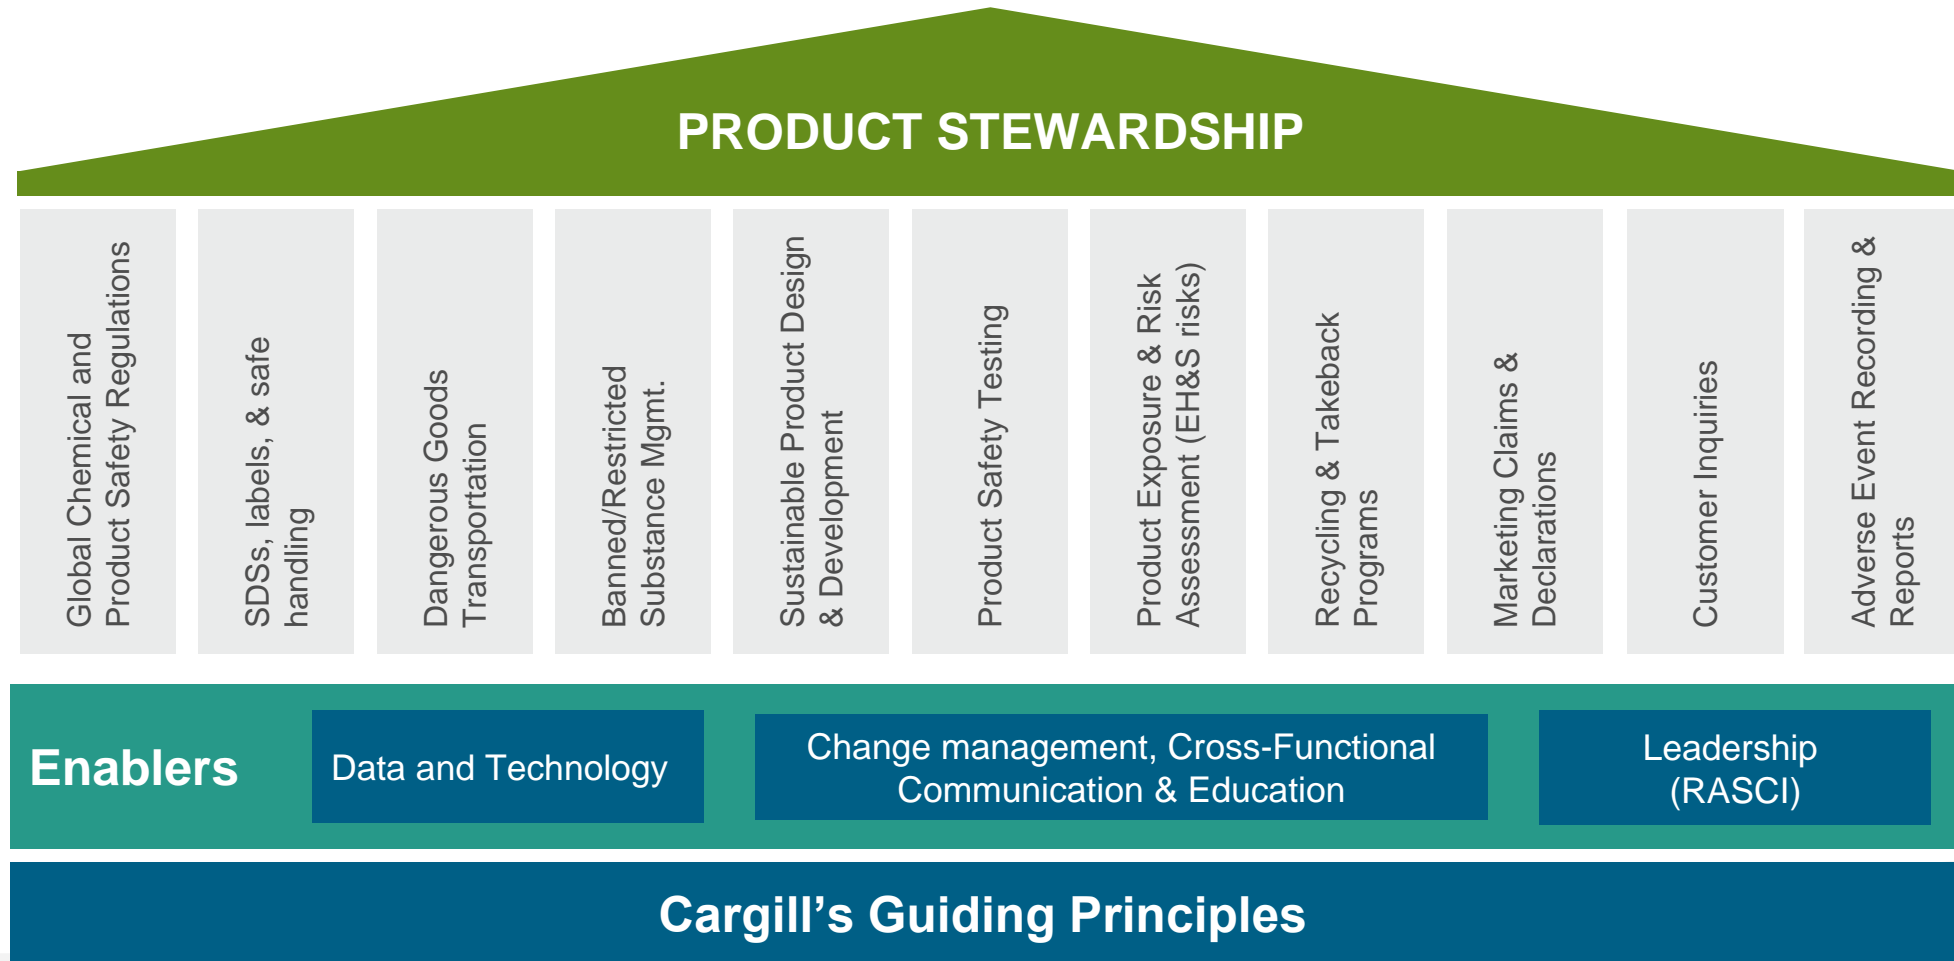 PRODUCT STEWARDSHIP
Global Chemical and
Product Safety Regulations
SDSs, labels, & safe
handling
Dangerous Goods
Transportation
Banned/Restricted
Substance Mgmt.
Sustainable Product Design
& Development
Product Safety Testing
Product Exposure & Risk
Assessment (EH&S risks)
Recycling & Takeback
Programs
Marketing Claims &
Declarations
Customer Inquiries
Adverse Event Recording &
Reports
Enablers
Data and Technology
Change management, Cross-Functional
Communication & Education
Leadership
(RASCI)
Cargill’s Guiding Principles